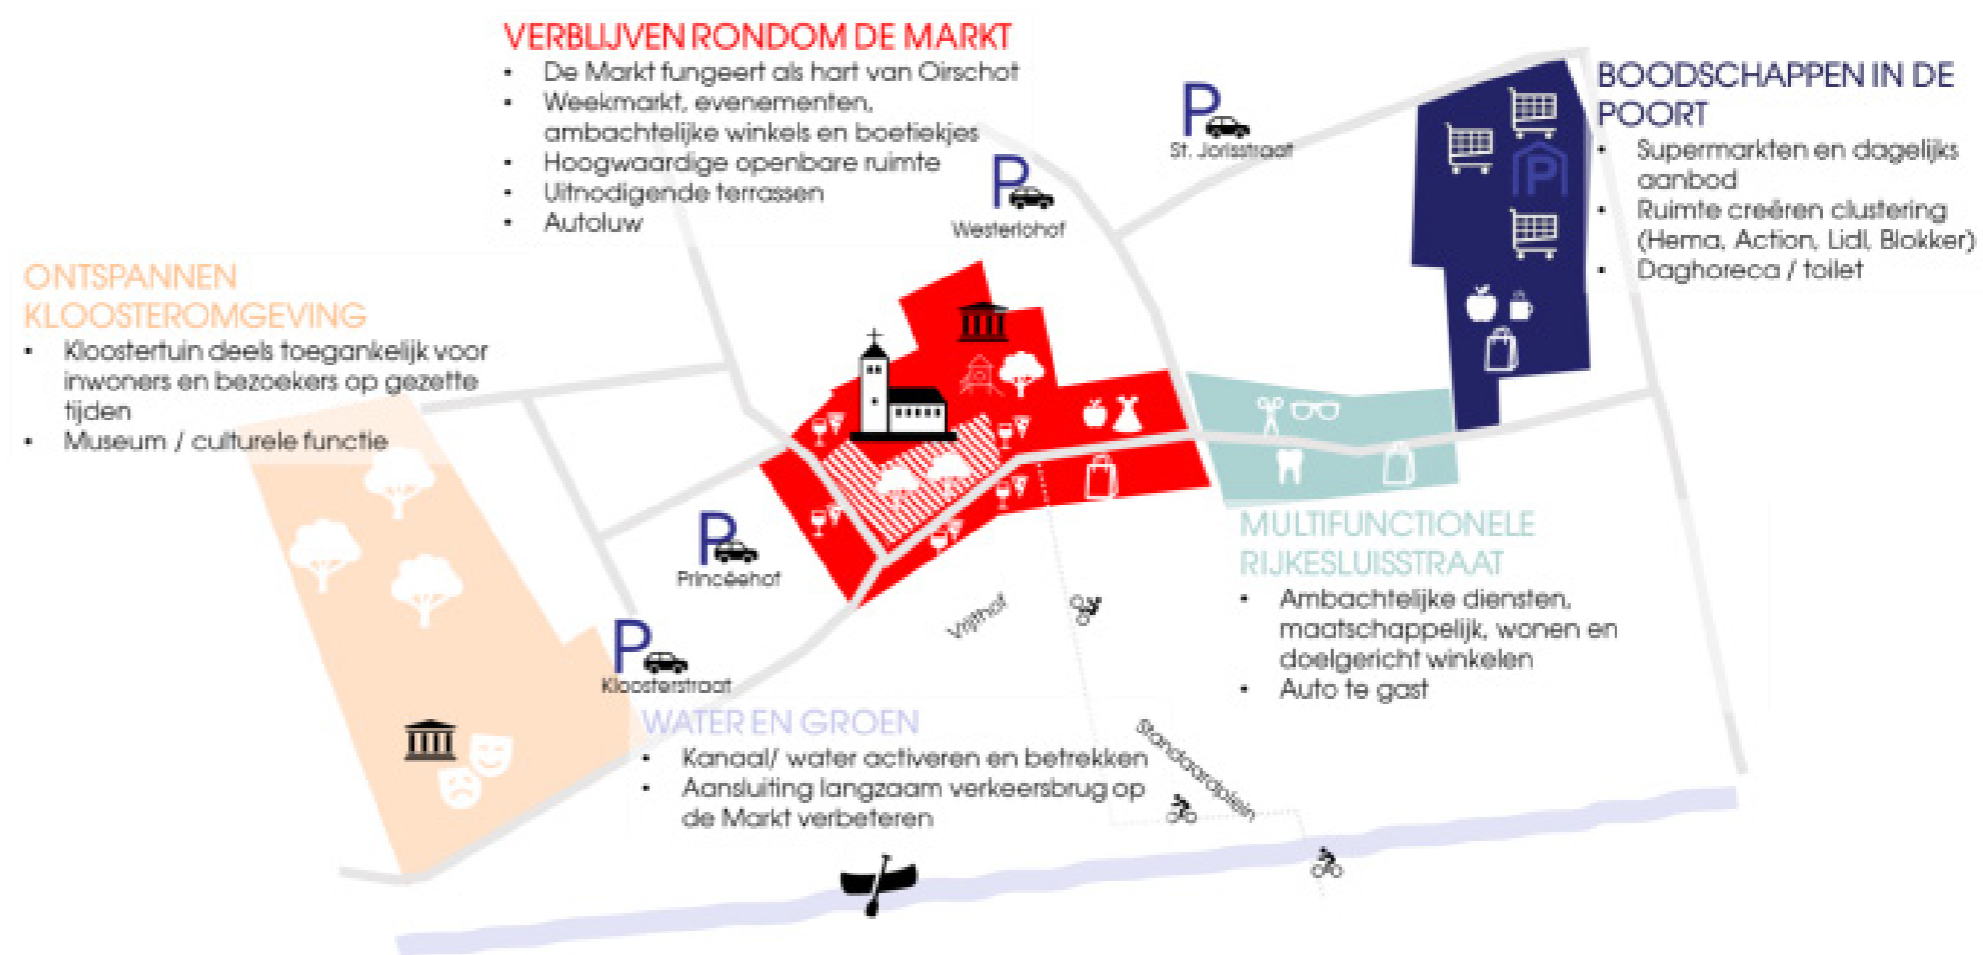 VERBLIJVEN RONDOM DE MARKT
• De Markt fungeert als hart van Oirschot
• Weekmarkt, evenementen,
ambachtelijke winkels en boetiekjes
• Hoogwaardige openbare ruimte
• Uitnodigende terrassen
• Autoluw
BOODSCHAPPEN IN DE
POORT
• Supermarkten en dagelijks
aanbod
• Ruimte creëren clustering
(Hema, Action, Lidl, Blokker)
• Daghoreca / toilet
P
St. Jorisstraat
P
Westerlohof
P
ONTSPANNEN
KLOOSTEROMGEVING
• Kloostertuin deels toegankelijk voor
inwoners en bezoekers op gezette
tijden
• Museum / culturele functie
P
Princéehof
P
Kloosterstraat
Vrijthof
MULTIFUNCTIONELE
RIJKESLUISSTRAAT
• Ambachtelijke diensten,
maatschappelijk, wonen en
doelgericht winkelen
• Auto te gast
WATER EN GROEN
• Kanaal/ water activeren en betrekken
• Aansluiting langzaam verkeersbrug op
de Markt verbeteren
Standaardplein